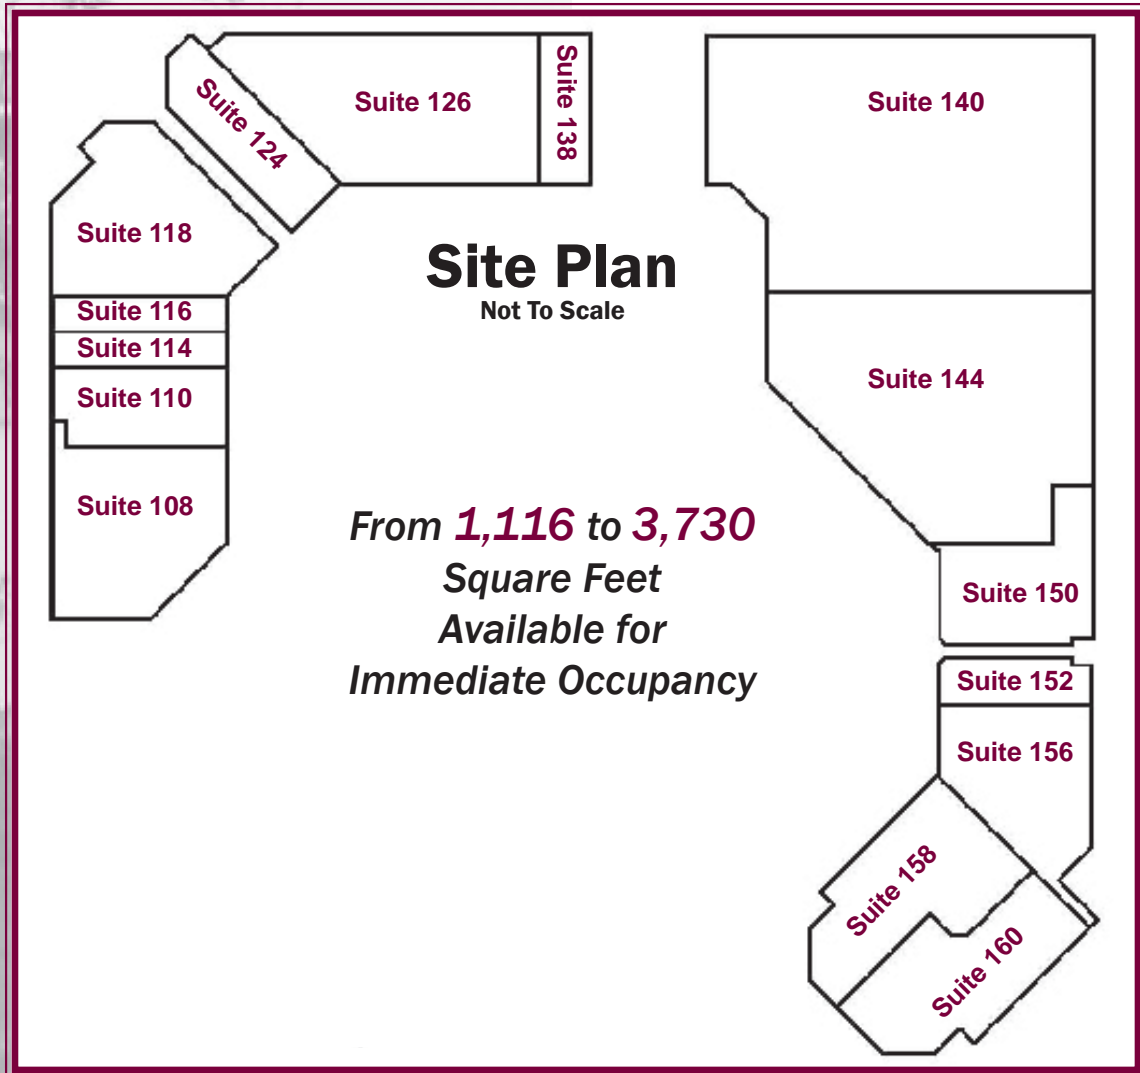 Suite 126
Suite 138
Suite 140
Suite 124
Suite 118
Site Plan
Not To Scale
Suite 116
Suite 114
Suite 110
Suite 144
Suite 108
From 1,116 to 3,730
Square Feet
Available for
Immediate Occupancy
Suite 150
Suite 152
Suite 156
Suite 158
Suite 160